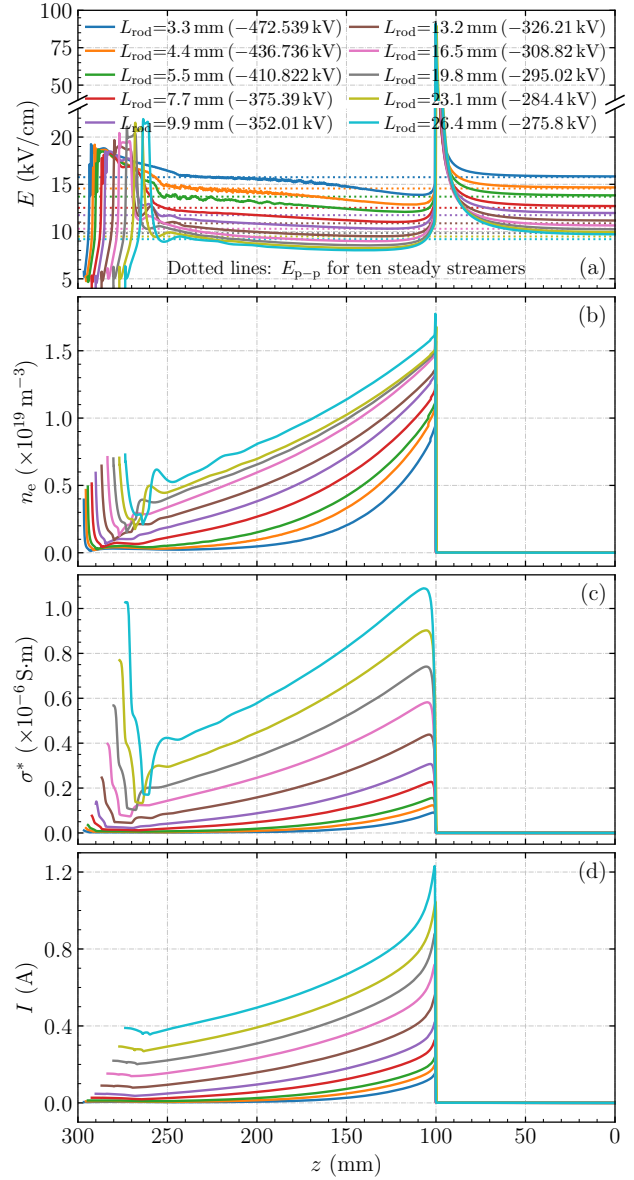 100
75
50
20
15
10
5
E (kV/cm)
L_rod=3.3 mm (−472.539 kV)
L_rod=4.4 mm (−436.736 kV)
L_rod=5.5 mm (−410.822 kV)
L_rod=7.7 mm (−375.39 kV)
L_rod=9.9 mm (−352.01 kV)
L_rod=13.2 mm (−326.21 kV)
L_rod=16.5 mm (−308.82 kV)
L_rod=19.8 mm (−295.02 kV)
L_rod=23.1 mm (−284.4 kV)
L_rod=26.4 mm (−275.8 kV)
Dotted lines: E_p−p for ten steady streamers
(a)
(b)
1.5
1.0
0.5
0.0
n_e (×10^19 m^−3)
(c)
1.0
0.8
0.6
0.4
0.2
0.0
σ* (×10^−6 S·m)
(d)
1.2
0.8
0.4
0.0
I (A)
300 250 200 150 100 50 0
z (mm)